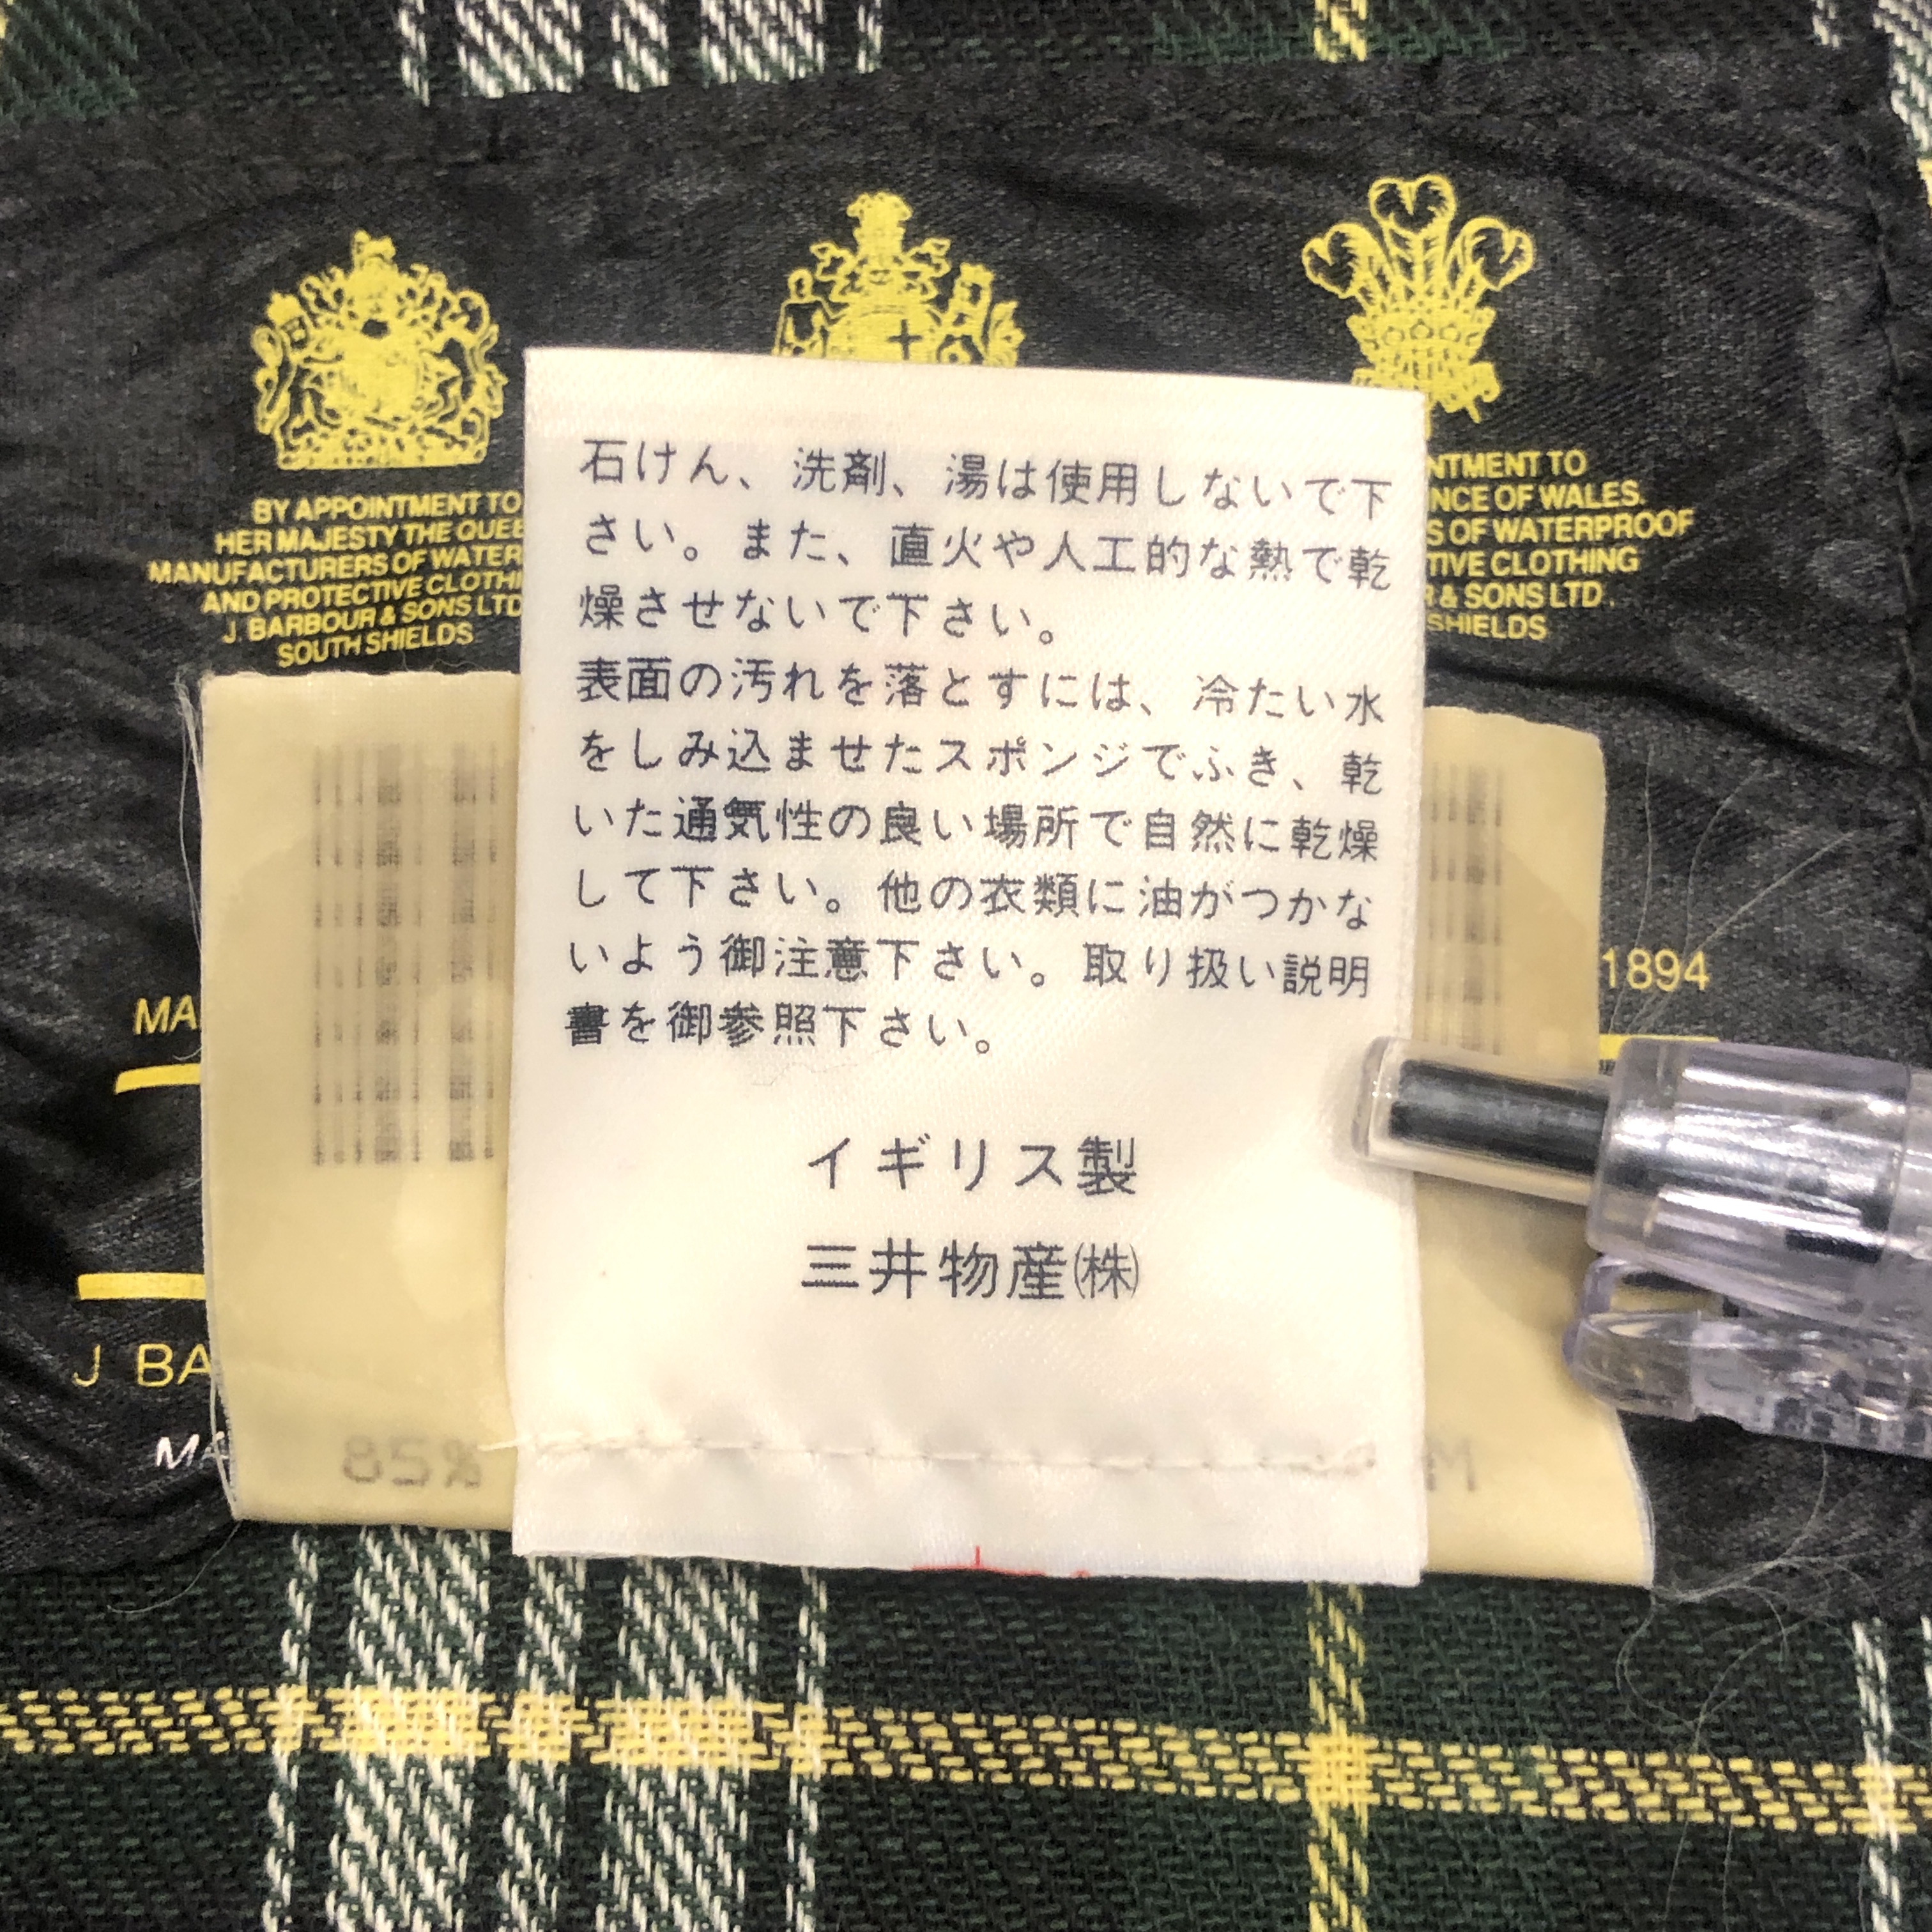 BY APPOINTMENT TO
HER MAJESTY THE
MANUFACTURERS OF
AND PROTECTIVE
J. BARBOUR & SONS LTD
SOUTH SHIELDS
TO
OF WALES.
OF WATERPROOF
CLOTHING
& SONS LTD.
石けん、洗剤、湯は使用しないで下
さい。また、直火や人工的な熱で乾
燥させないで下さい。
表面の汚れを落とすには、冷たい水
をしみ込ませたスポンジでふき、乾
いた通気性の良い場所で自然に乾燥
して下さい。他の衣類に油がつかな
いよう御注意下さい。取り扱い説明
書を御参照下さい。
イギリス製
三井物産㈱
1894
J
85%